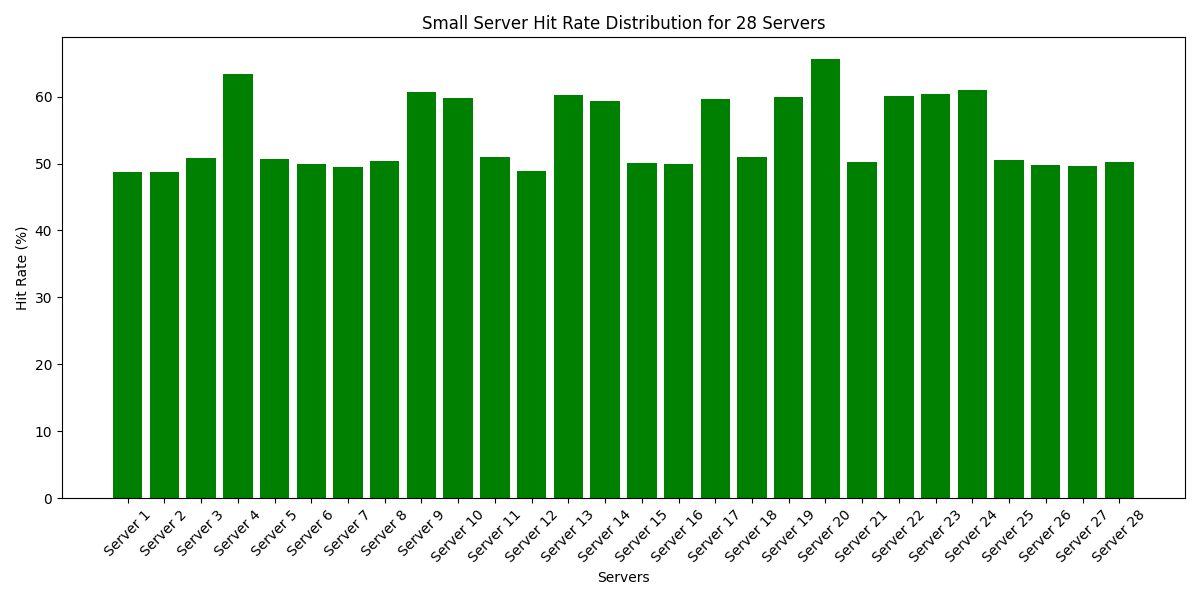 Small Server Hit Rate Distribution for 28 Servers
Hit Rate (%)
60
50
40
30
20
10
0
Server 1
Server 2
Server 3
Server 4
Server 5
Server 6
Server 7
Server 8
Server 9
Server 10
Server 11
Server 12
Server 13
Server 14
Server 15
Server 16
Server 17
Server 18
Server 19
Server 20
Server 21
Server 22
Server 23
Server 24
Server 25
Server 26
Server 27
Server 28
Servers